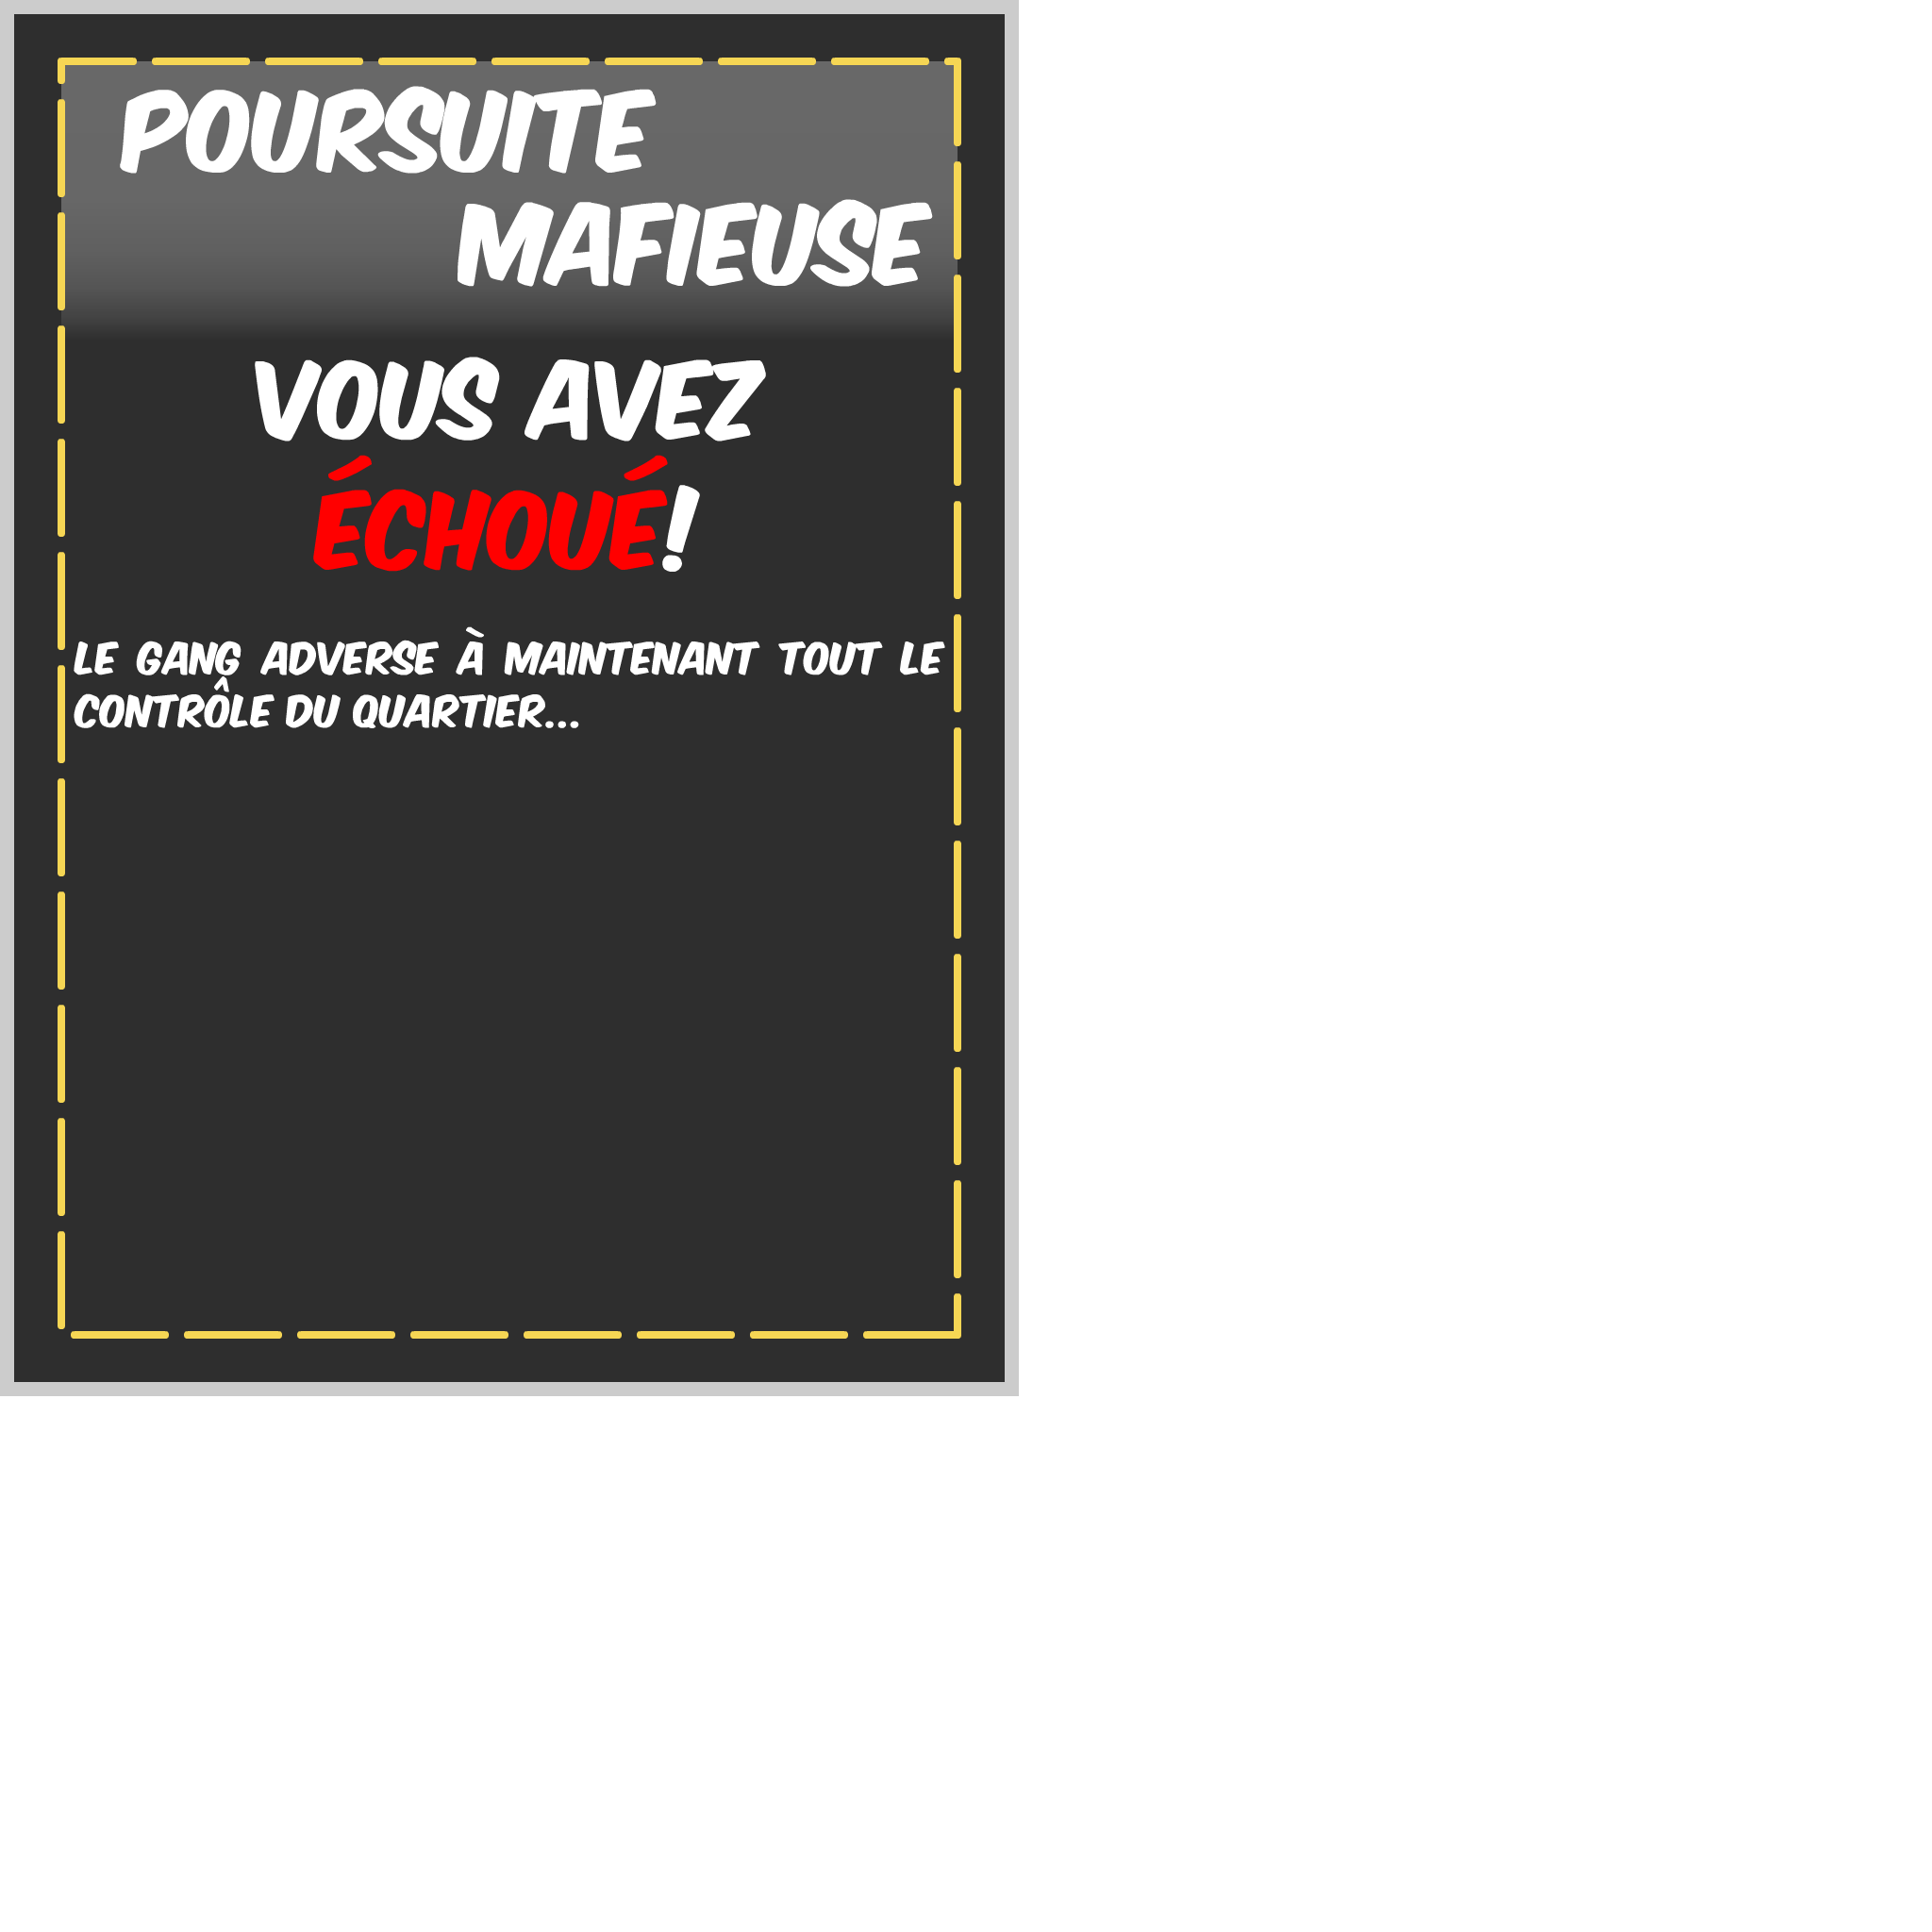 POURSUITE
MAFIEUSE
VOUS AVEZ
ÉCHOUÉ!
LE GANG ADVERSE À MAINTENANT TOUT LE
CONTRÔLE DU QUARTIER...